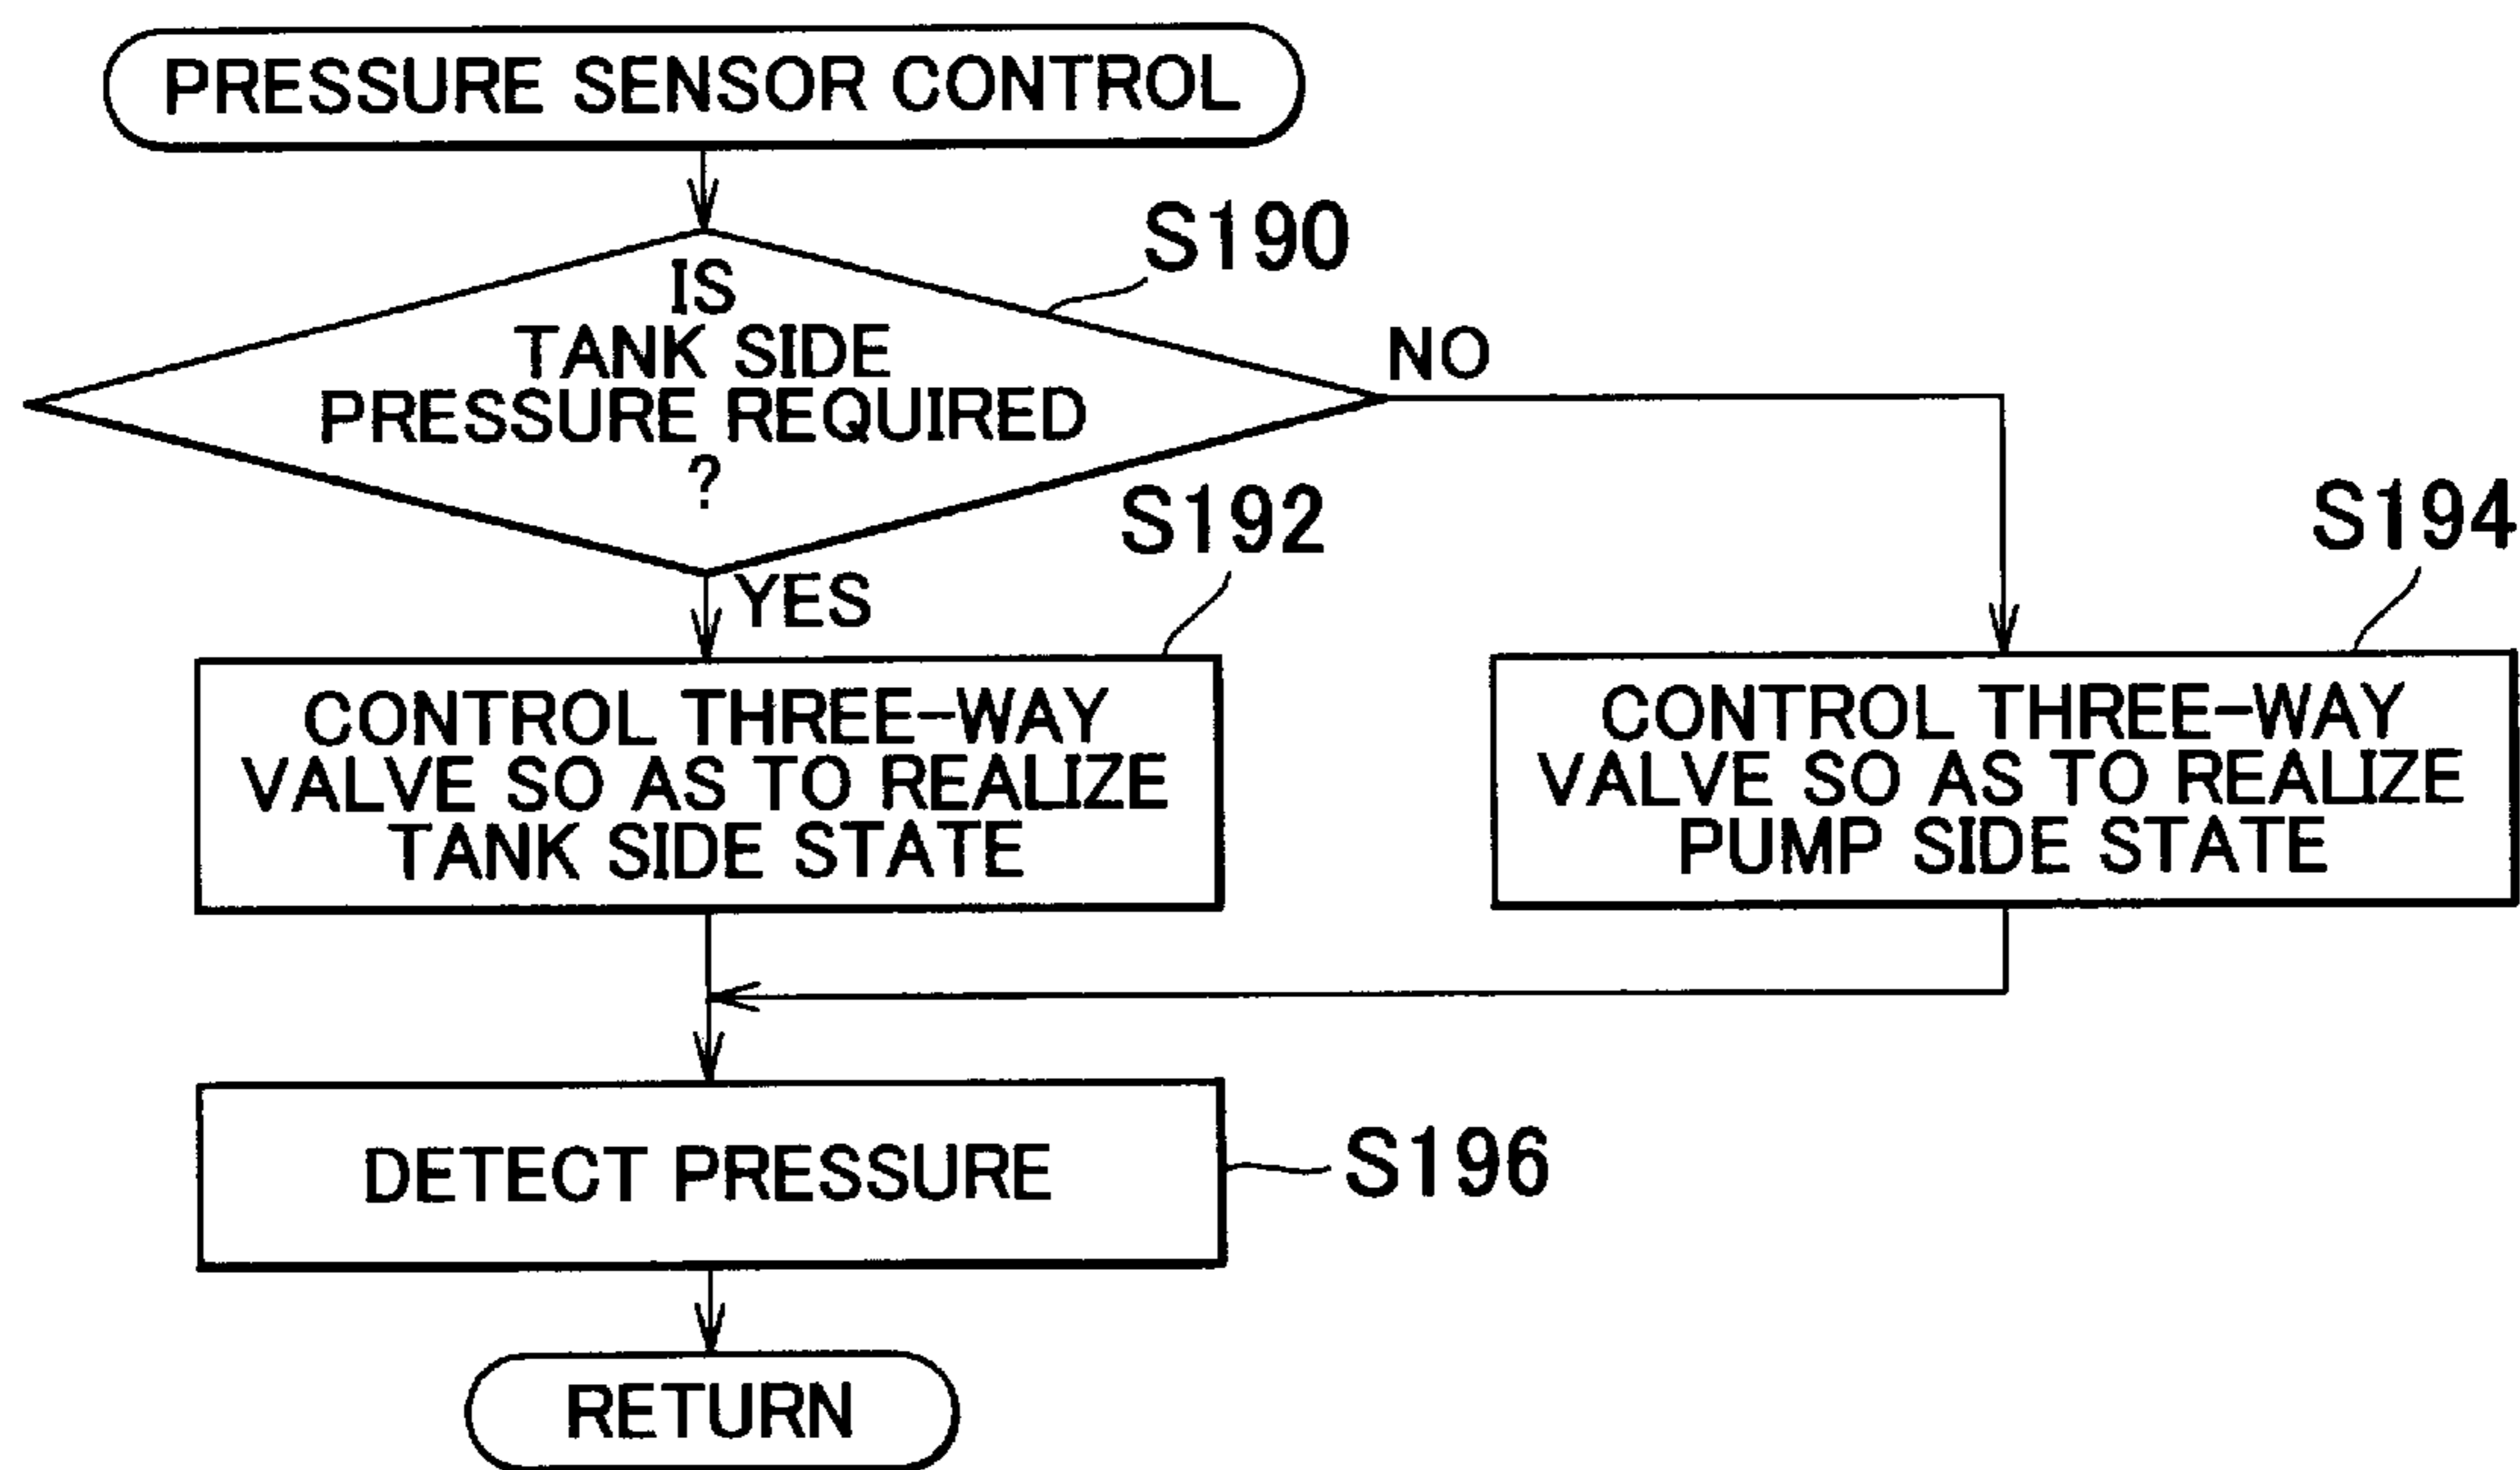 PRESSURE SENSOR CONTROL
S190
IS
TANK SIDE
PRESSURE REQUIRED
?
NO
YES
S192
CONTROL THREE-WAY
VALVE SO AS TO REALIZE
TANK SIDE STATE
S194
CONTROL THREE-WAY
VALVE SO AS TO REALIZE
PUMP SIDE STATE
DETECT PRESSURE
S196
RETURN